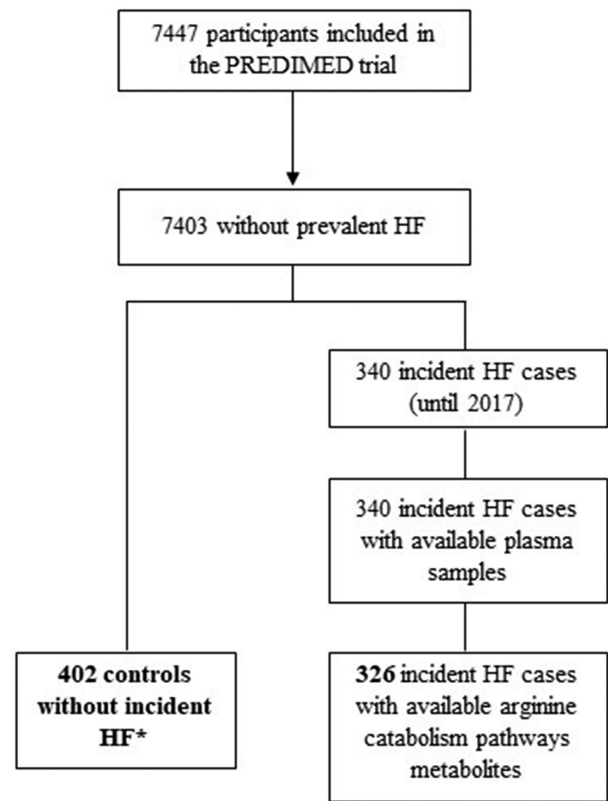 7447 participants included in
the PREDIMED trial
7403 without prevalent HF
340 incident HF cases
(until 2017)
340 incident HF cases
with available plasma
samples
402 controls
without incident
HF*
326 incident HF cases
with available arginine
catabolism pathways
metabolites